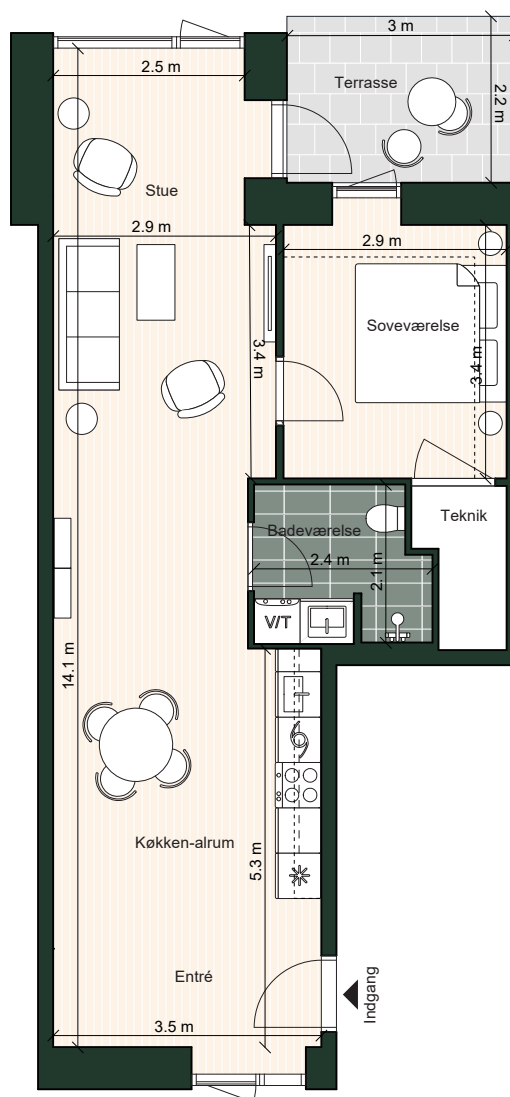 3 m
2.5 m
Terrasse
2.2 m
Stue
2.9 m
2.9 m
Soveværelse
3.4 m
3.4 m
Teknik
Badeværelse
2.4 m
2.1 m
V/T
14.1 m
Køkken-alrum
5.3 m
Entré
Indgang
3.5 m